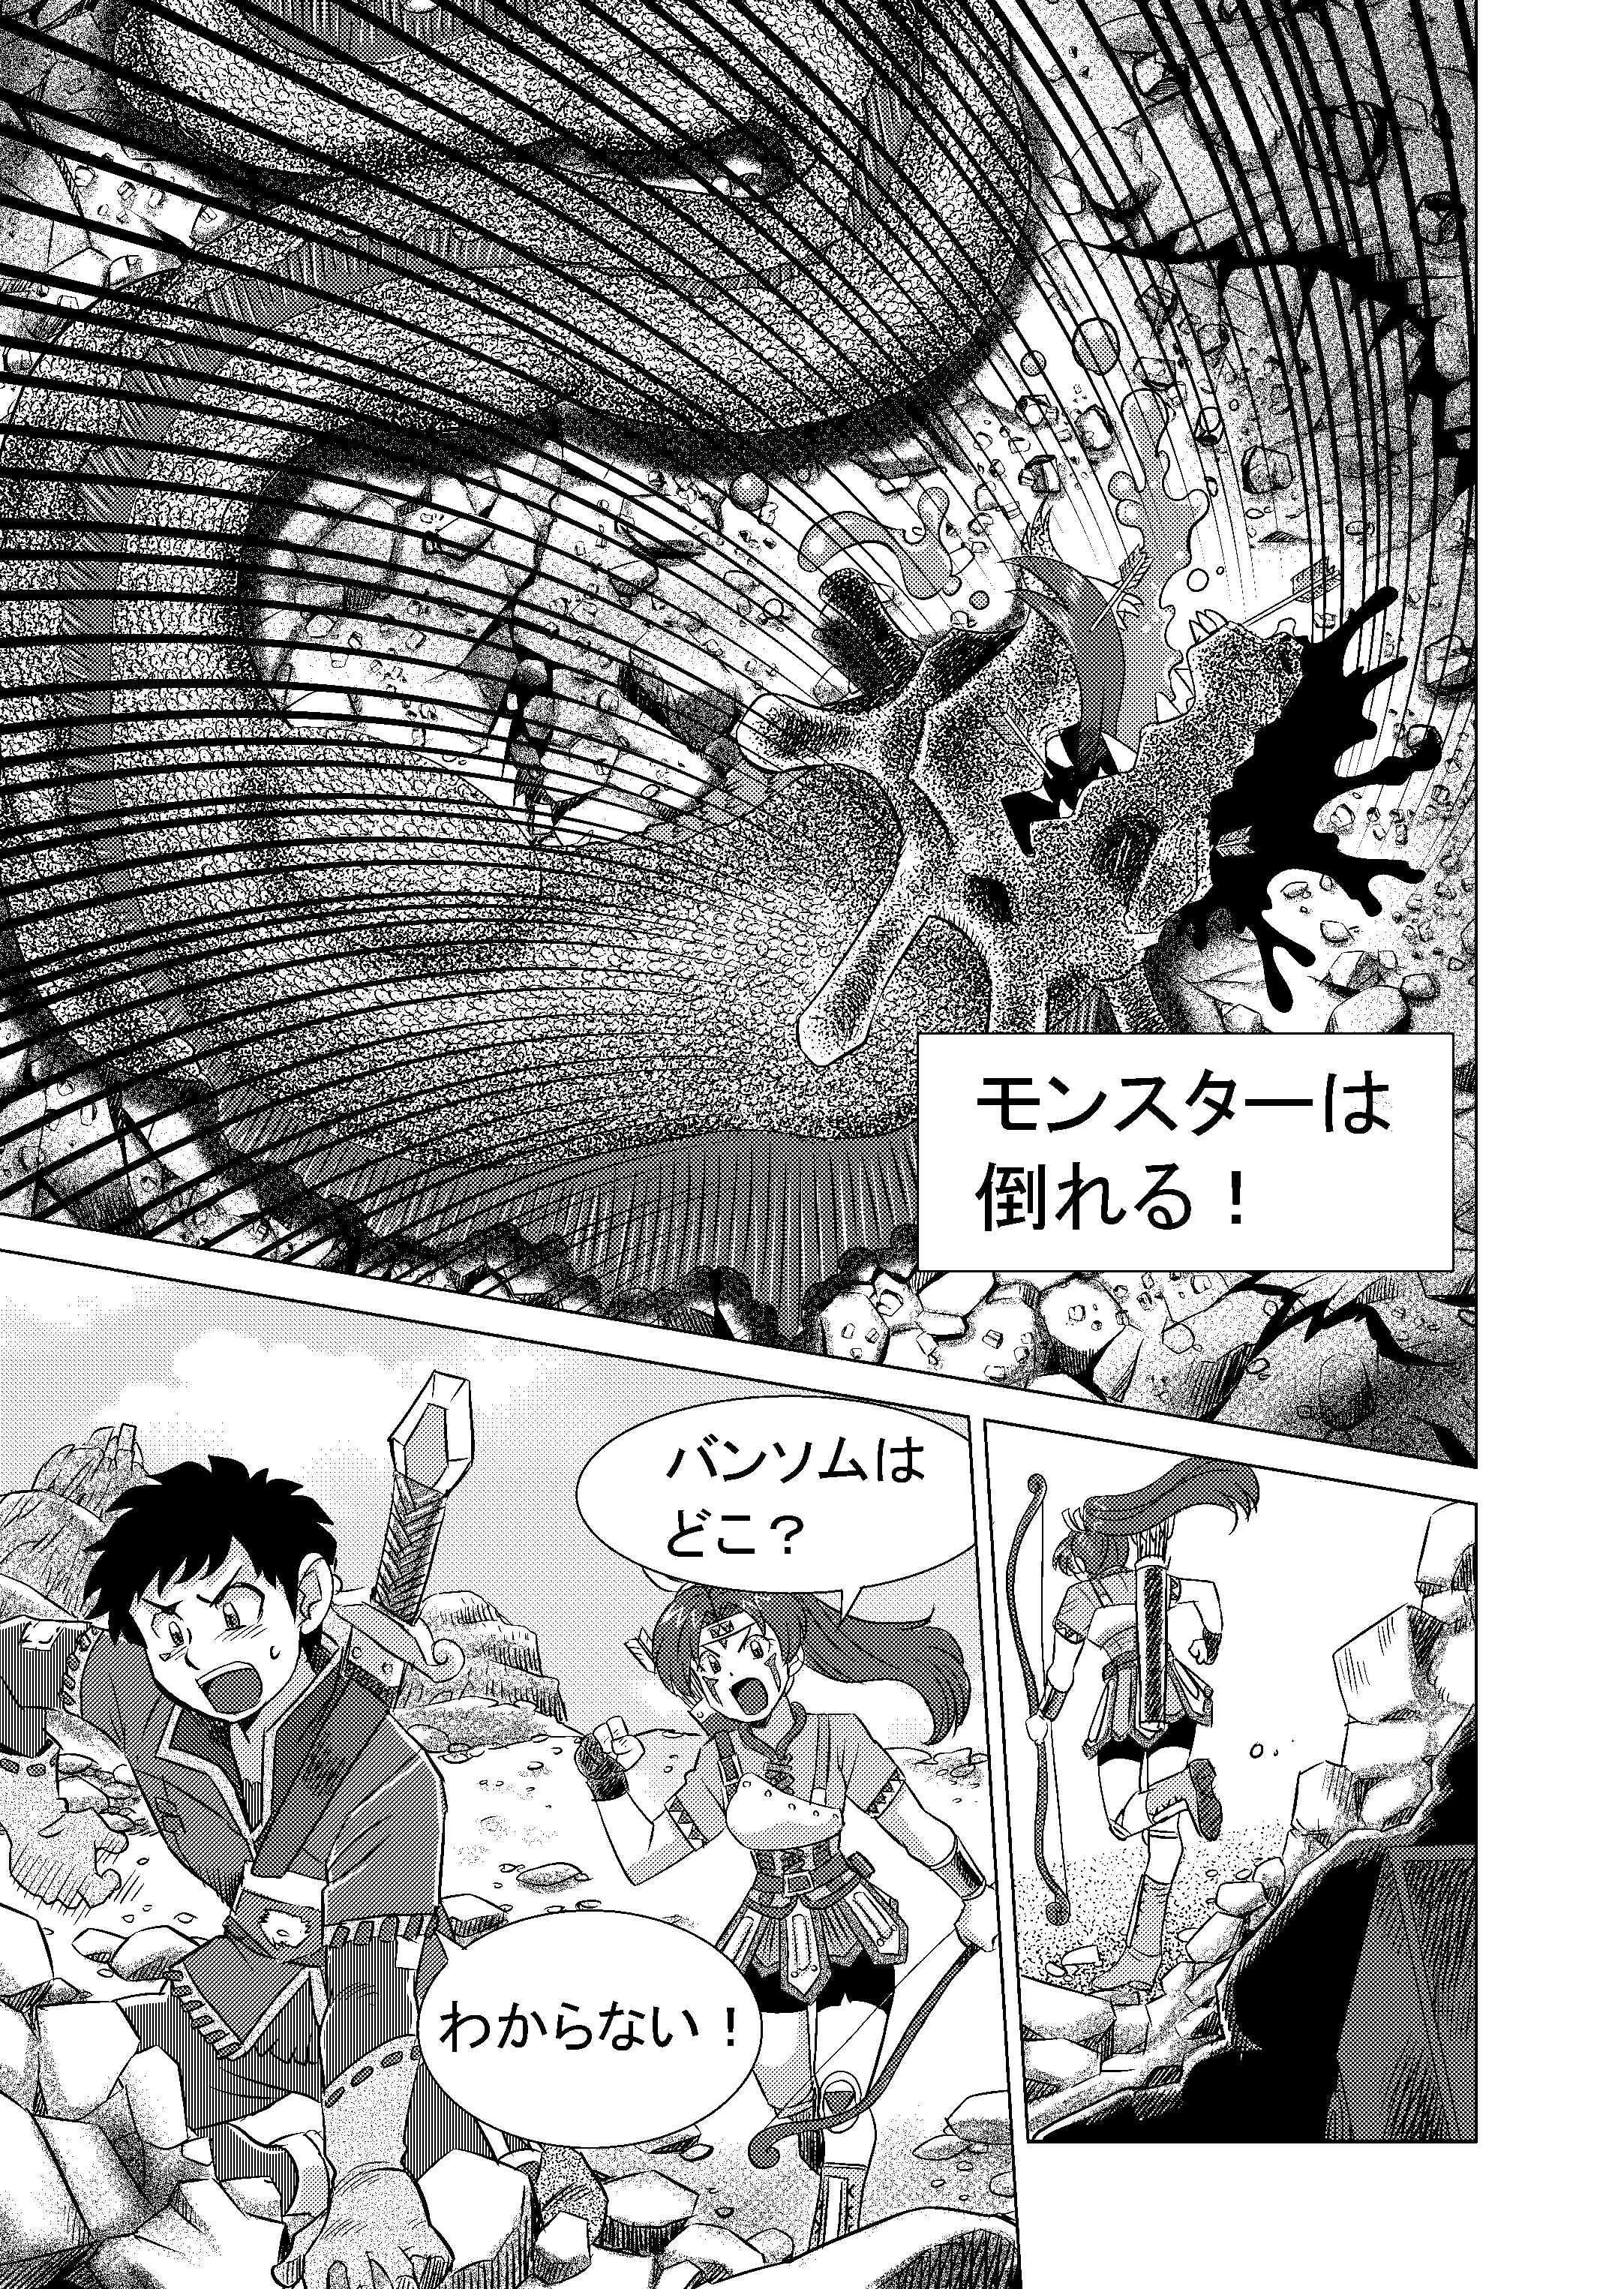 モンスターは
倒れる！
バンソムは
どこ？
わからない！